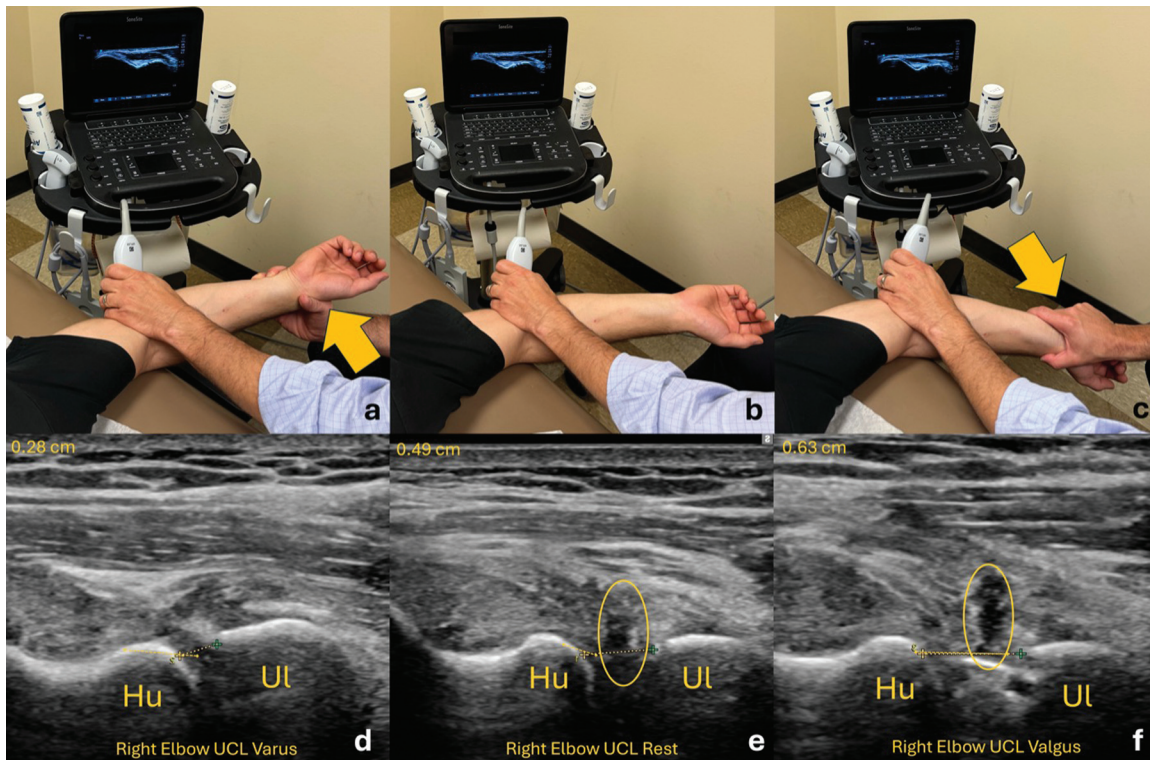 a
b
c
0.28 cm
Hu
Ul
Right Elbow UCL Varus
d
0.49 cm
2
Hu
Ul
Right Elbow UCL Rest
e
0.63 cm
Hu
Ul
Right Elbow UCL Valgus
f